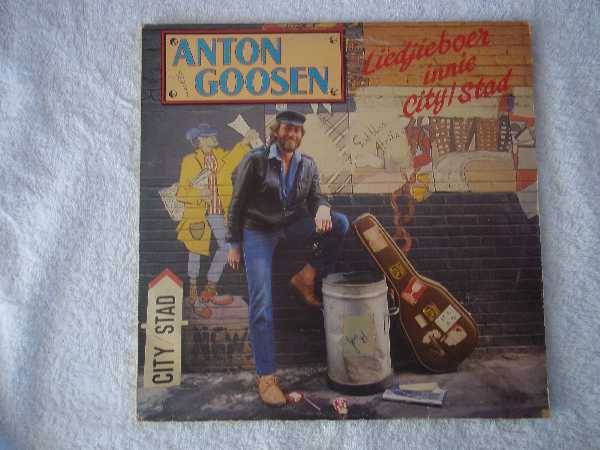 ANTON
GOOSEN
Liedjieboer
innie
City/Stad
CITY/STAD